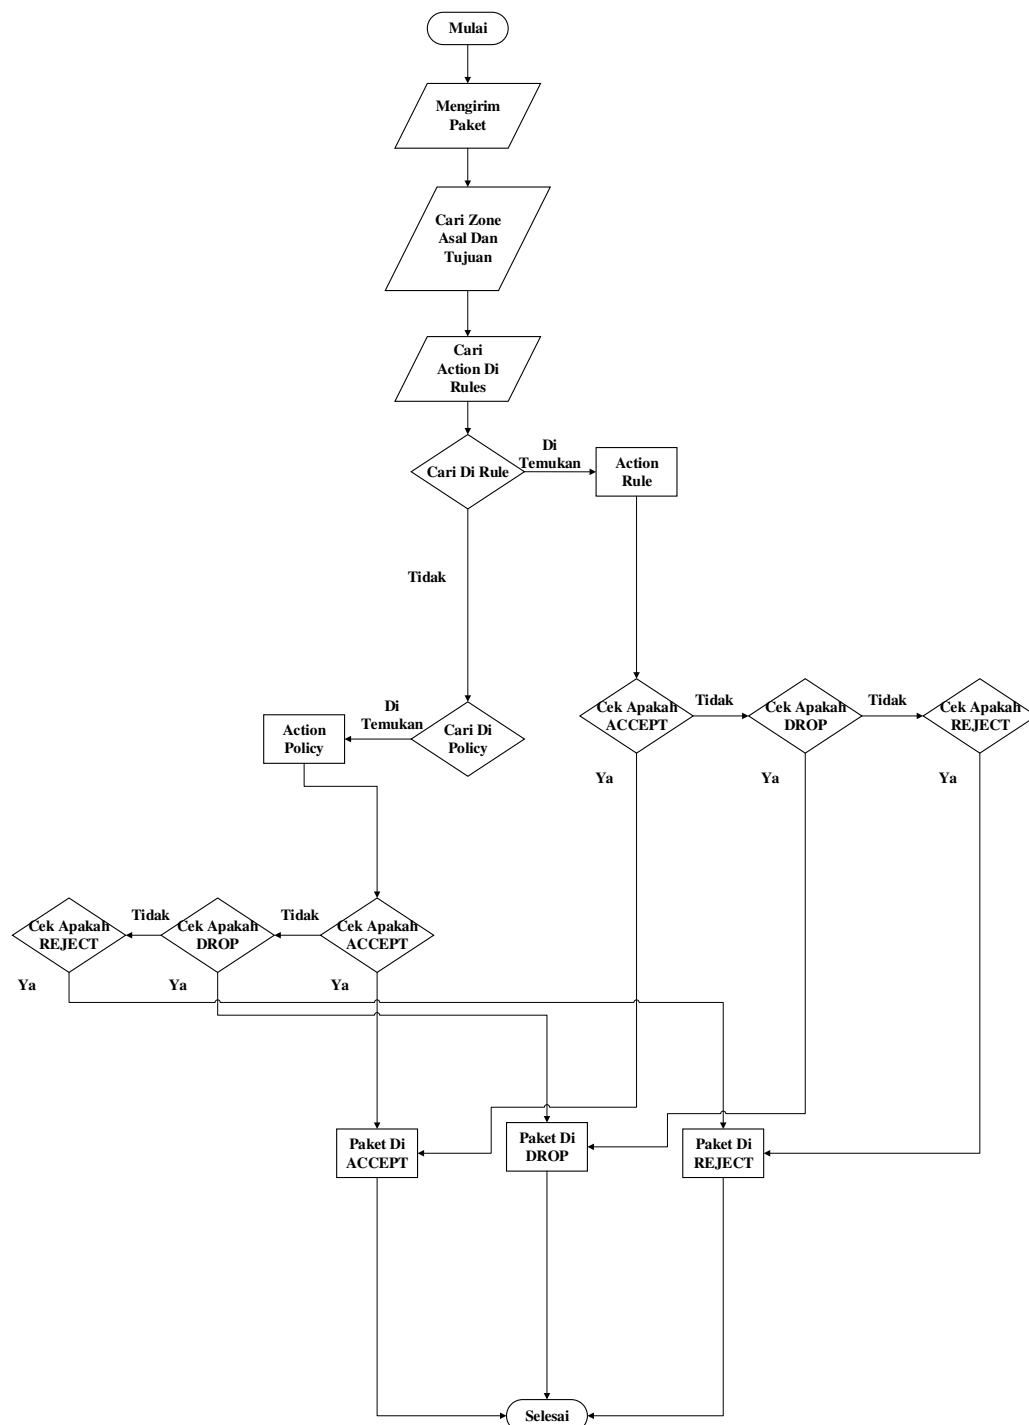 Mulai
Mengirim
Paket
Cari Zone
Asal Dan
Tujuan
Cari
Action Di
Rules
Cari Di Rule
Di
Temukan
Action
Rule
Tidak
Cek Apakah
ACCEPT
Tidak
Cek Apakah
DROP
Tidak
Cek Apakah
REJECT
Ya
Ya
Ya
Cari Di
Policy
Di
Temukan
Action
Policy
Cek Apakah
ACCEPT
Tidak
Cek Apakah
DROP
Tidak
Cek Apakah
REJECT
Ya
Ya
Ya
Paket Di
ACCEPT
Paket Di
DROP
Paket Di
REJECT
Selesai